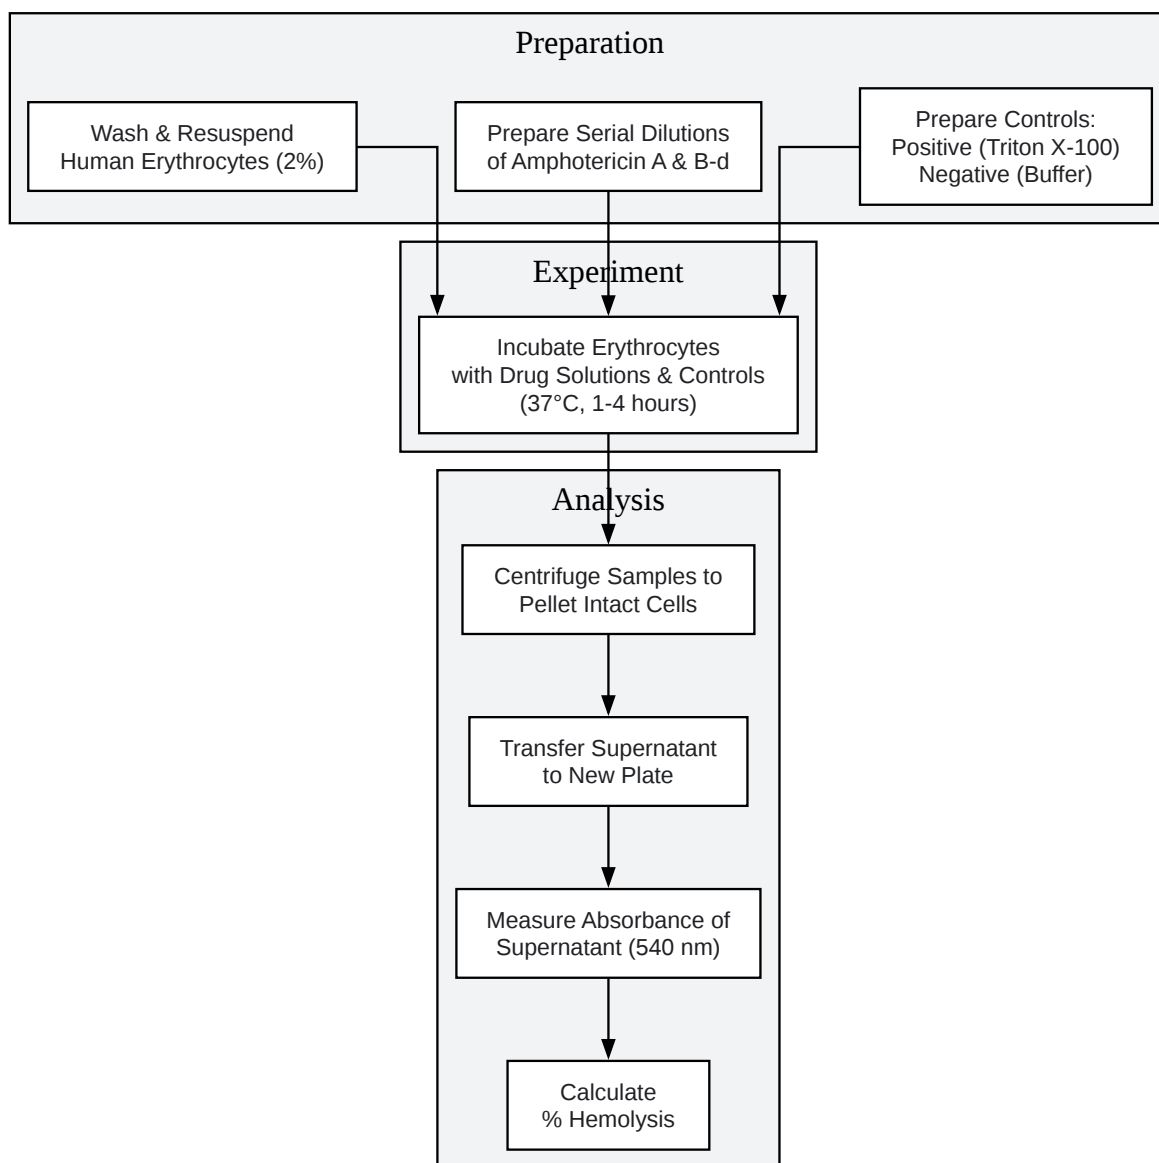 Preparation
Wash & Resuspend
Human Erythrocytes (2%)
Prepare Serial Dilutions
of Amphotericin A & B-d
Prepare Controls:
Positive (Triton X-100)
Negative (Buffer)
Experiment
Incubate Erythrocytes
with Drug Solutions & Controls
(37°C, 1-4 hours)
Analysis
Centrifuge Samples to
Pellet Intact Cells
Transfer Supernatant
to New Plate
Measure Absorbance of
Supernatant (540 nm)
Calculate
% Hemolysis